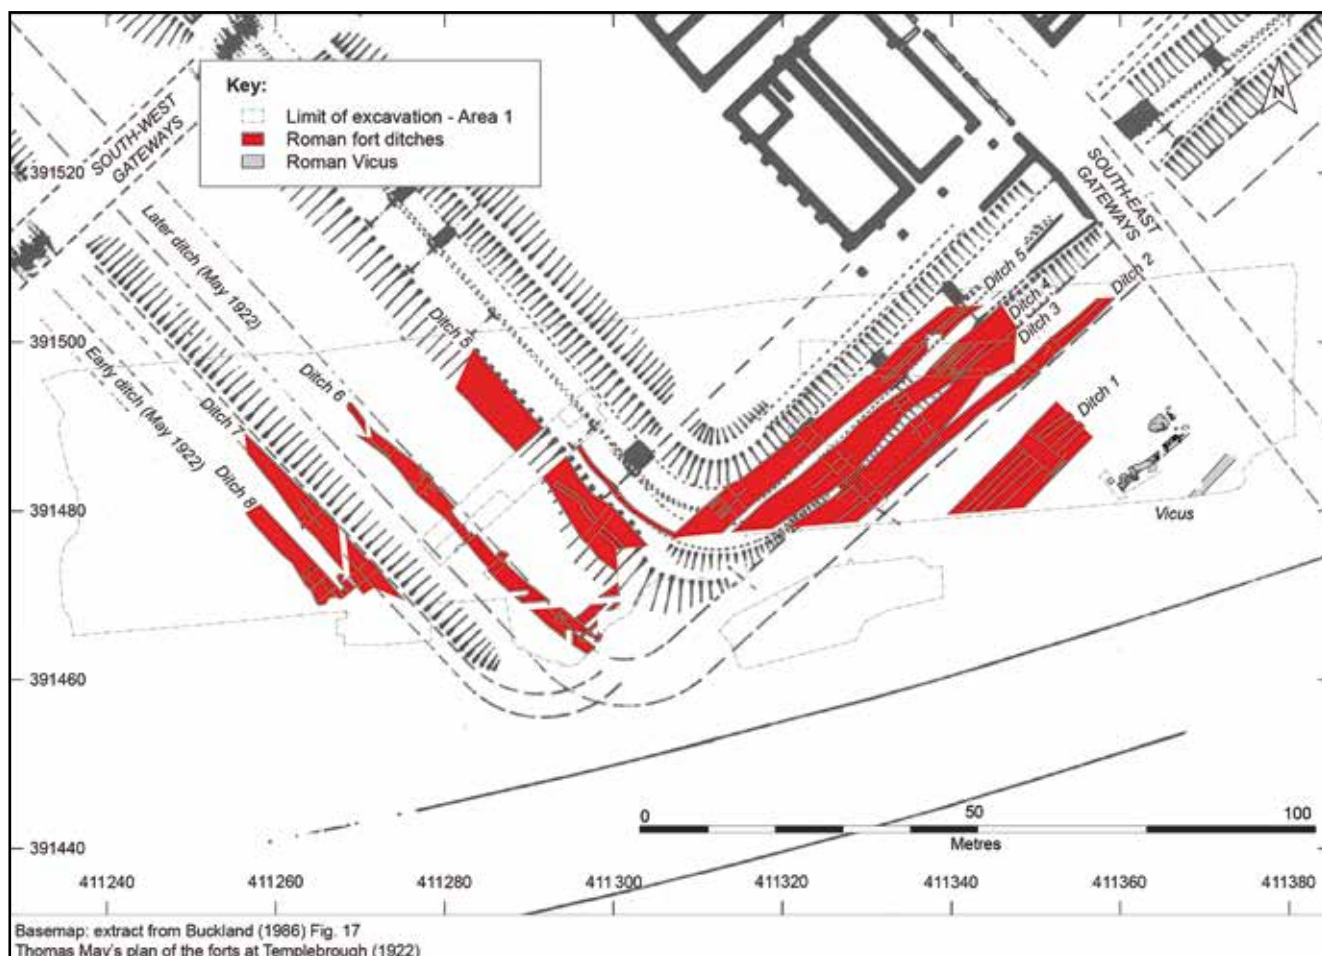 Key:
Limit of excavation - Area 1
Roman fort ditches
Roman Vicus
N
SOUTH-WEST
GATEWAYS
SOUTH-EAST
GATEWAYS
391520
Later ditch (May 1922)
Ditch 5
Ditch 2
Ditch 4
Ditch 3
391500
Ditch 5
Early ditch (May 1922)
Ditch 6
Ditch 1
Ditch 7
391480
Ditch 8
Vicus
391460
0
50
100
Metres
391440
411240
411260
411280
411300
411320
411340
411360
411380
Basemap: extract from Buckland (1986) Fig. 17
Thomas May's plan of the forts at Templebrough (1922)